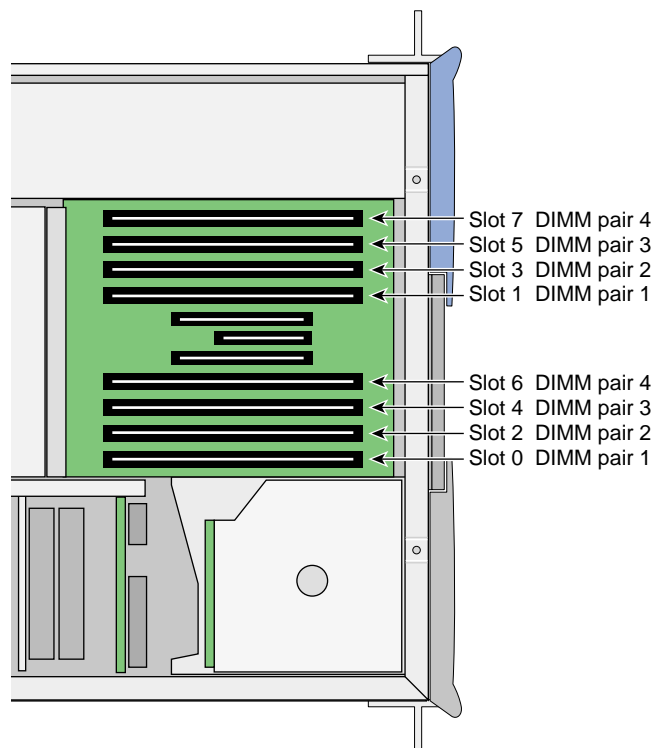 Slot 7  DIMM pair 4
Slot 5  DIMM pair 3
Slot 3  DIMM pair 2
Slot 1  DIMM pair 1
Slot 6  DIMM pair 4
Slot 4  DIMM pair 3
Slot 2  DIMM pair 2
Slot 0  DIMM pair 1